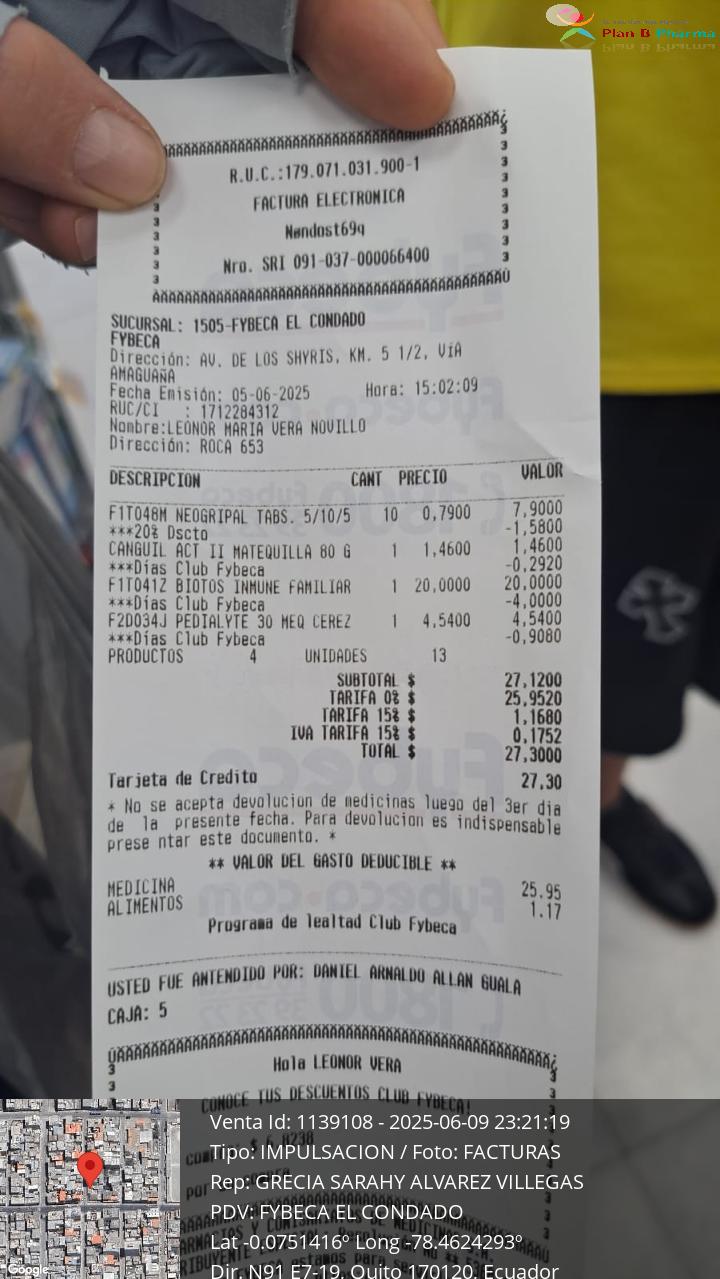 Plan B Pharma
R.U.C.:179.071.031.900-1
FACTURA ELECTRONICA
Nøndost69q
Nro. SRI 091-037-000066400
SUCURSAL: 1505-FYBECA EL CONDADO
FYBECA
Dirección: AV. DE LOS SHYRIS, KM. 5 1/2, VíA
AMAGUAÑA
Fecha Emisión: 05-06-2025 Hora: 15:02:09
RUC/CI : 1712284312
Nombre:LEONOR MARIA VERA NOVILLO
Dirección: ROCA 653
DESCRIPCION CANT PRECIO VALOR
F1T048M NEOGRIPAL TABS. 5/10/5 10 0,7900 7,9000
***20% Dscto -1,5800
CANGUIL ACT II MATEQUILLA 80 G 1 1,4600 1,4600
***Días Club Fybeca -0,2920
F1T041Z BIOTOS INMUNE FAMILIAR 1 20,0000 20,0000
***Días Club Fybeca -4,0000
F2D034J PEDIALYTE 30 MEQ CEREZ 1 4,5400 4,5400
***Días Club Fybeca -0,9080
PRODUCTOS 4 UNIDADES 13
SUBTOTAL $ 27,1200
TARIFA 0% $ 25,9520
TARIFA 15% $ 1,1680
IVA TARIFA 15% $ 0,1752
TOTAL $ 27,3000
Tarjeta de Credito 27,30
* No se acepta devolucion de medicinas luego del 3er dia
de la presente fecha. Para devolucion es indispensable
prese ntar este documento. *
** VALOR DEL GASTO DEDUCIBLE **
MEDICINA 25.95
ALIMENTOS 1.17
Programa de lealtad Club Fybeca
USTED FUE ANTENDIDO POR: DANIEL ARNALDO ALLAN GUALA
CAJA: 5
Hola LEONOR VERA
CONOCE TUS DESCUENTOS CLUB FYBECA!
Venta Id: 1139108 - 2025-06-09 23:21:19
Tipo: IMPULSACION / Foto: FACTURAS
Rep: GRECIA SARAHY ALVAREZ VILLEGAS
PDV: FYBECA EL CONDADO
Lat -0.0751416º Long -78.4624293º
Dir. N91 E7-19, Quito 170120, Ecuador
Google